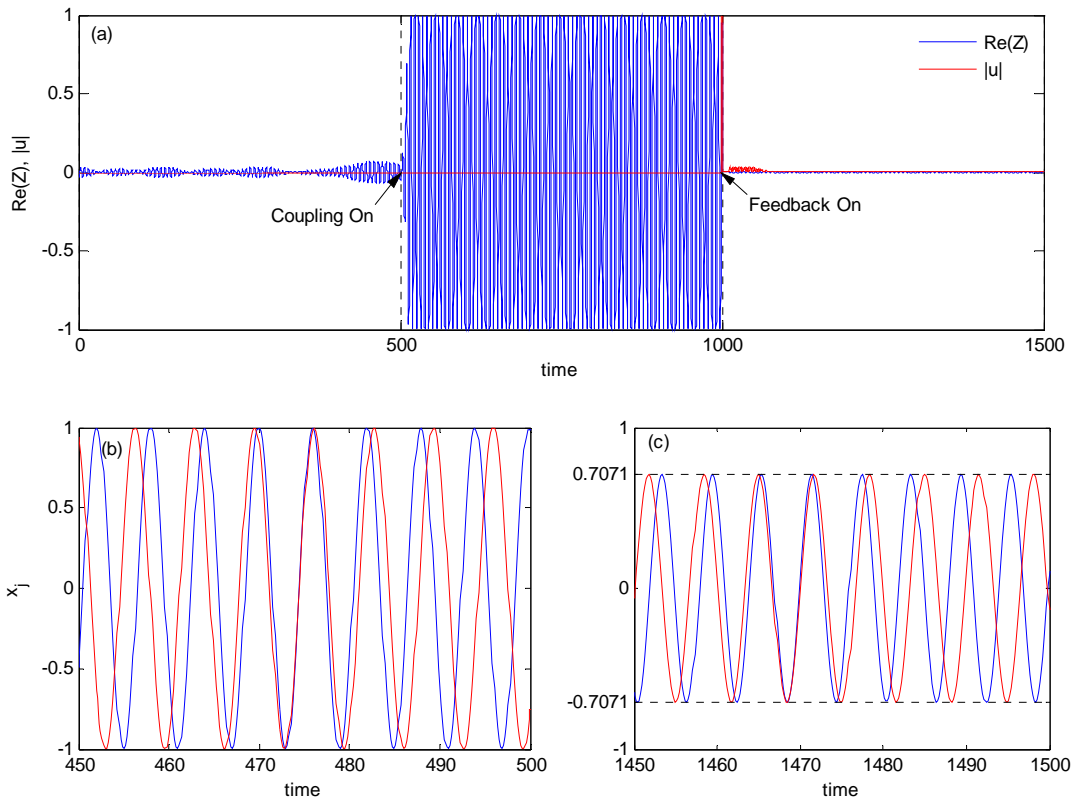 (a)
Re(Z)
|u|
1
0.5
0
-0.5
-1
Re(Z), |u|
Coupling On
Feedback On
0
500
1000
1500
time
(b)
1
0.5
0
-0.5
-1
x_j
450
460
470
480
490
500
time
(c)
1
0.7071
0
-0.7071
-1
1450
1460
1470
1480
1490
1500
time